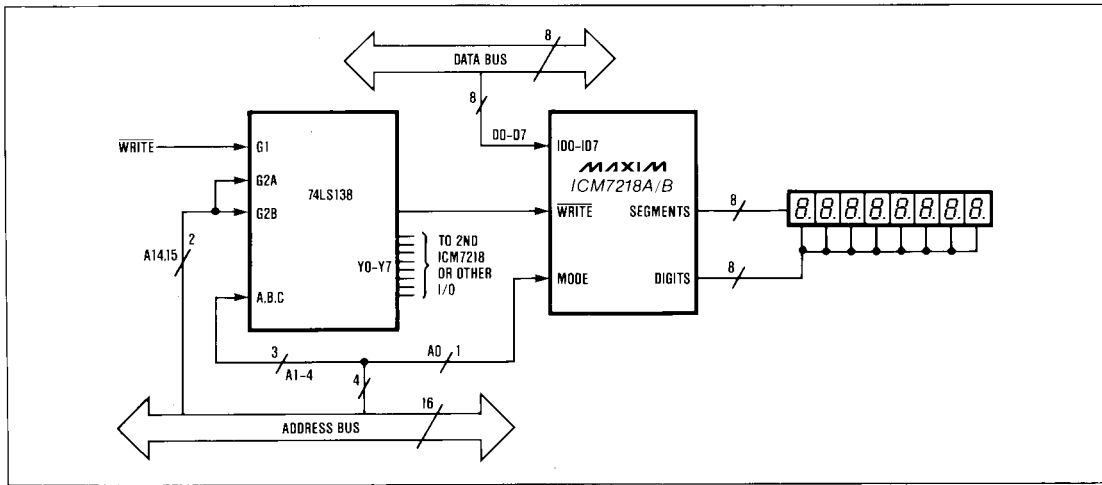 8
DATA BUS
8
D0-D7
WRITE
G1
G2A
G2B
74LS138
A,B,C
Y0-Y7
TO 2ND
ICM7218
OR OTHER
I/O
ID0-ID7
MAXIM
ICM7218A/B
WRITE
SEGMENTS
MODE
DIGITS
8
8
8.8.8.8.8.8.8.8.
2
A14,15
3
A1-4
A0
1
4
16
ADDRESS BUS